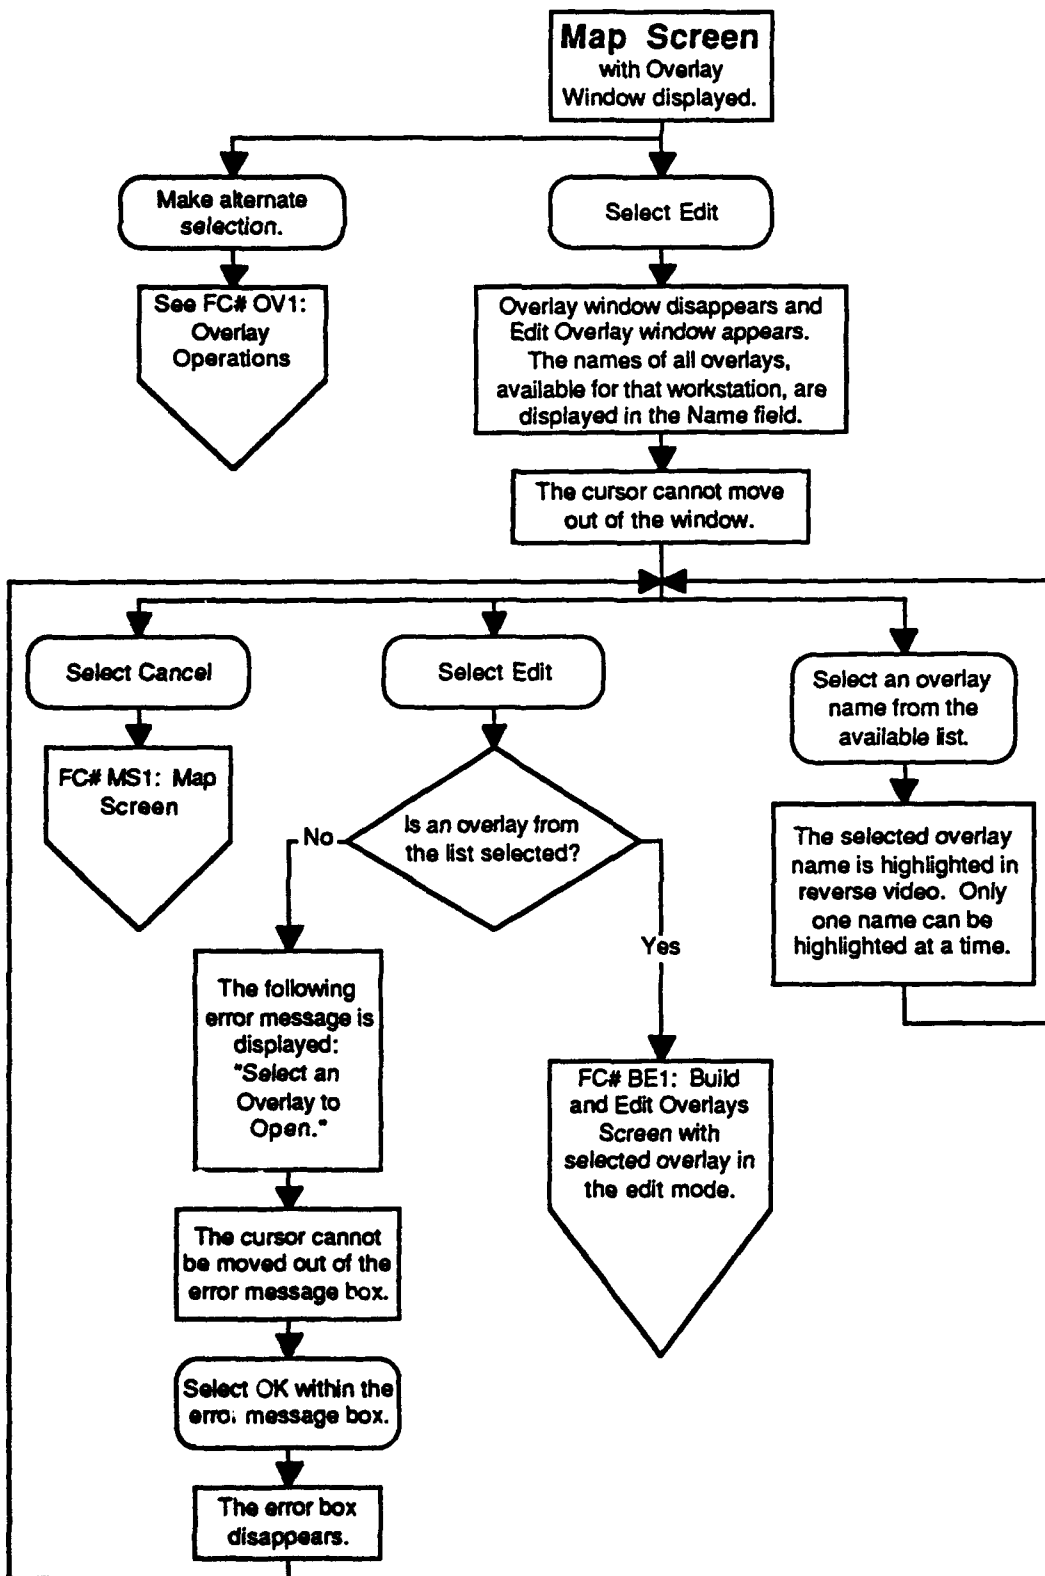 Map Screen
with Overlay
Window displayed.
Make alternate
selection.
Select Edit
See FC# OV1:
Overlay
Operations
Overlay window disappears and
Edit Overlay window appears.
The names of all overlays,
available for that workstation, are
displayed in the Name field.
The cursor cannot move
out of the window.
Select Cancel
Select Edit
Select an overlay
name from the
available list.
FC# MS1: Map
Screen
No
Is an overlay from
the list selected?
Yes
The selected overlay
name is highlighted in
reverse video. Only
one name can be
highlighted at a time.
The following
error message is
displayed:
"Select an
Overlay to
Open."
FC# BE1: Build
and Edit Overlays
Screen with
selected overlay in
the edit mode.
The cursor cannot
be moved out of the
error message box.
Select OK within the
error message box.
The error box
disappears.